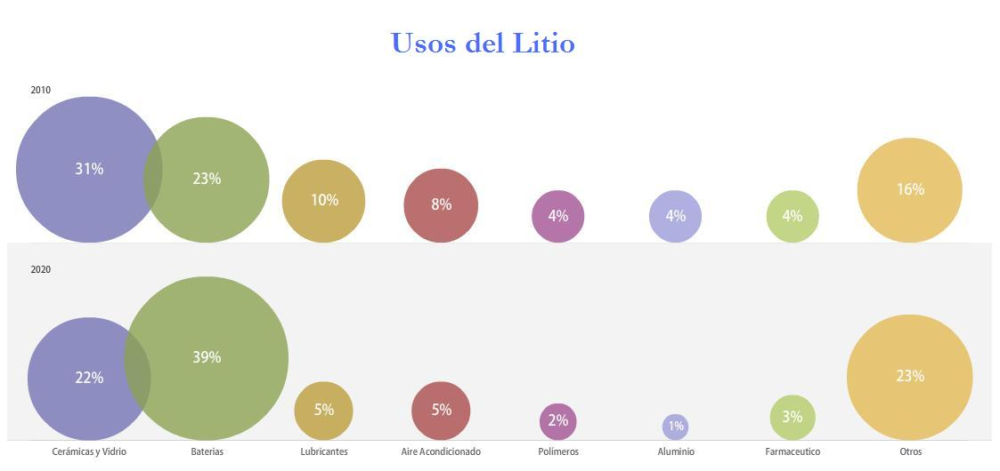 Usos del Litio
2010
31% 23% 10% 8% 4% 4% 4% 16%
2020
22% 39% 5% 5% 2% 1% 3% 23%
Cerámicas y Vidrio Baterias Lubricantes Aire Acondicionado Polímeros Aluminio Farmaceutico Otros